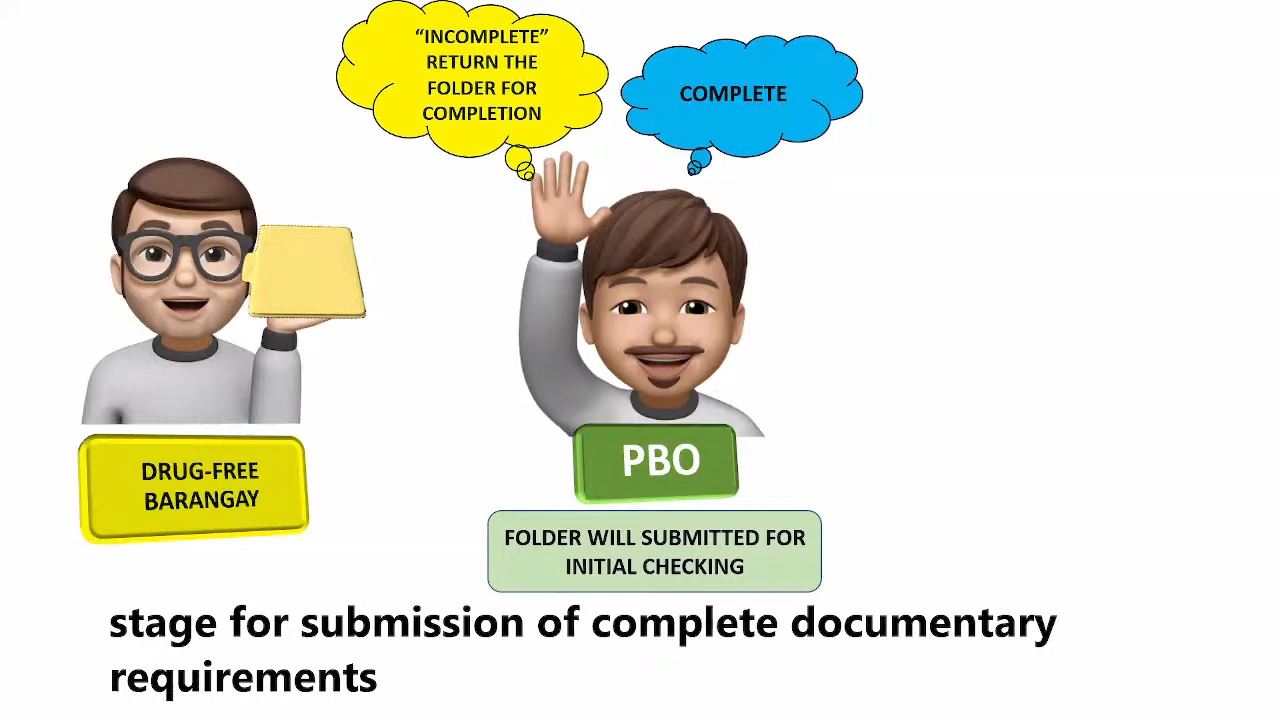 “INCOMPLETE”
RETURN THE
FOLDER FOR
COMPLETION
COMPLETE
DRUG-FREE
BARANGAY
PBO
FOLDER WILL SUBMITTED FOR
INITIAL CHECKING
stage for submission of complete documentary
requirements